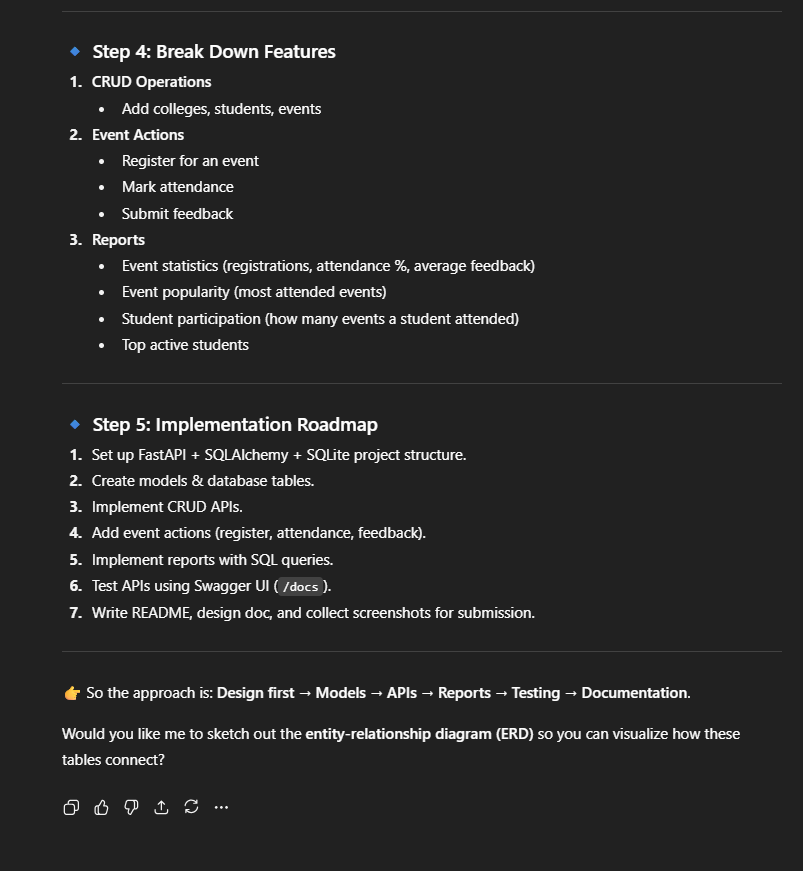 Step 4: Break Down Features
1. CRUD Operations
• Add colleges, students, events
2. Event Actions
• Register for an event
• Mark attendance
• Submit feedback
3. Reports
• Event statistics (registrations, attendance %, average feedback)
• Event popularity (most attended events)
• Student participation (how many events a student attended)
• Top active students
Step 5: Implementation Roadmap
1. Set up FastAPI + SQLAlchemy + SQLite project structure.
2. Create models & database tables.
3. Implement CRUD APIs.
4. Add event actions (register, attendance, feedback).
5. Implement reports with SQL queries.
6. Test APIs using Swagger UI (/docs).
7. Write README, design doc, and collect screenshots for submission.
👉 So the approach is: Design first → Models → APIs → Reports → Testing → Documentation.
Would you like me to sketch out the entity-relationship diagram (ERD) so you can visualize how these
tables connect?